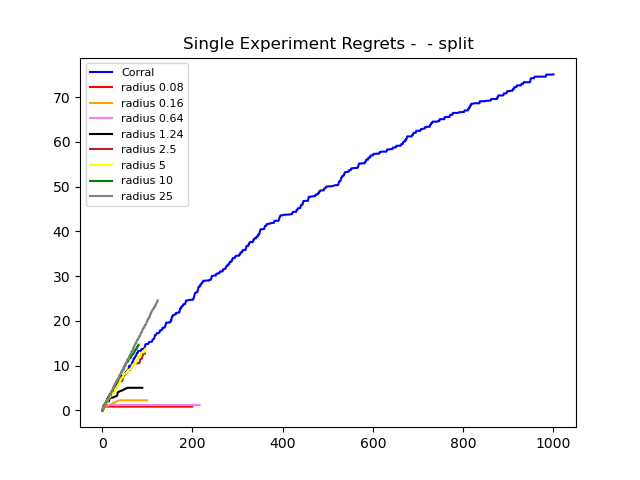 Single Experiment Regrets -  - split
Corral
radius 0.08
radius 0.16
radius 0.64
radius 1.24
radius 2.5
radius 5
radius 10
radius 25
70
60
50
40
30
20
10
0
0 200 400 600 800 1000